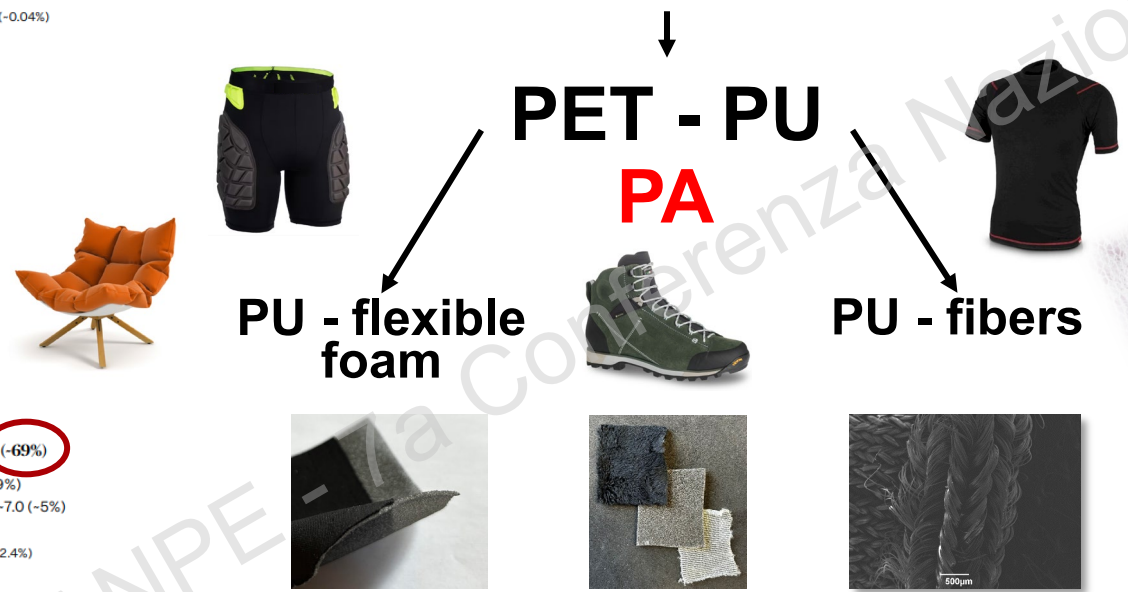 (-0.04%)
PET - PU
PA
PU - flexible
foam
PU - fibers
(-69%)
9%)
-7.0 (~5%)
2.4%)
500µm
NPE - 7a Conferenza Nazio